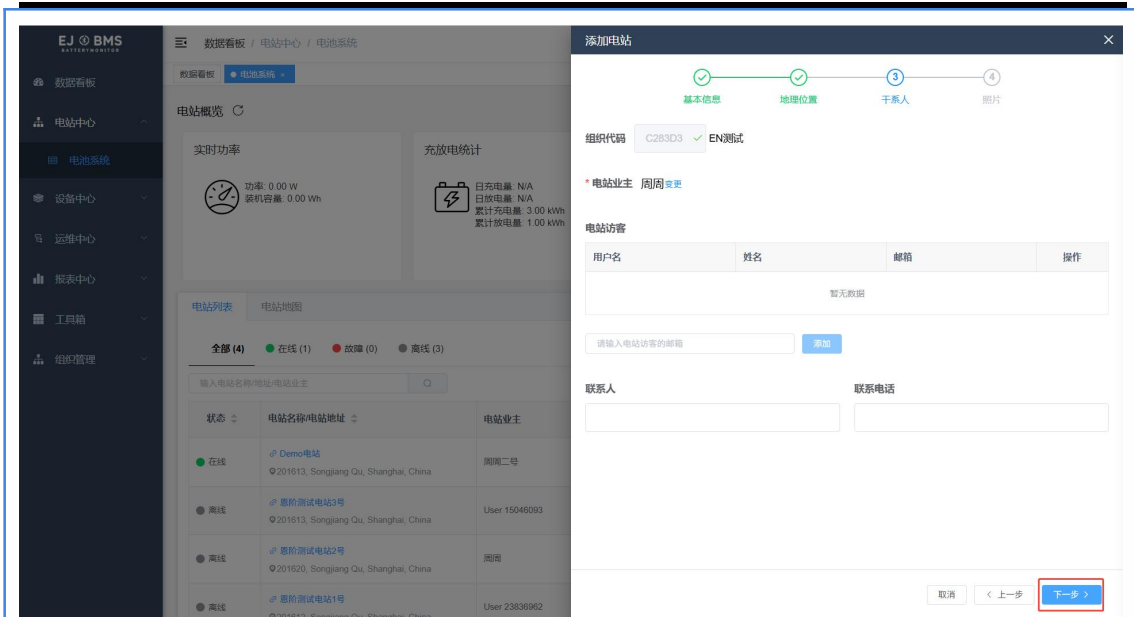 EJ BMS
BATTERYMONITOR
数据看板
电站中心
电池系统
设备中心
运维中心
报表中心
工具箱
组织管理
数据看板 / 电站中心 / 电池系统
数据看板 电池系统 ×
电站概览
实时功率
功率: 0.00 W
装机容量: 0.00 Wh
充放电统计
日充电量: N/A
日放电量: N/A
累计充电量: 3.00 kWh
累计放电量: 1.00 kWh
电站列表 电站地图
全部 (4) 在线 (1) 故障 (0) 离线 (3)
输入电站名称/地址/电站业主
状态 电站名称/电站地址 电站业主
在线 Demo电站 周周二号
201613, Songjiang Qu, Shanghai, China
离线 恩阶测试电站3号 User 15046093
201613, Songjiang Qu, Shanghai, China
离线 恩阶测试电站2号 周周
201620, Songjiang Qu, Shanghai, China
离线 恩阶测试电站1号 User 23836962
201613, Songjiang Qu, Shanghai, China
添加电站 ×
3 4
基本信息 地理位置 干系人 照片
组织代码 C283D3 EN测试
* 电站业主 周周 变更
电站访客
用户名 姓名 邮箱 操作
暂无数据
请输入电站访客的邮箱 添加
联系人 联系电话
取消 < 上一步 下一步 >